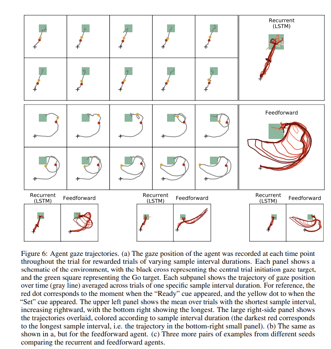 Recurrent
(LSTM)
Feedforward
Recurrent
(LSTM)
Feedforward
Recurrent
(LSTM)
Feedforward
Recurrent
(LSTM)
Feedforward
Figure 6: Agent gaze trajectories. (a) The gaze position of the agent was recorded at each time point
throughout the trial for rewarded trials of varying sample interval durations. Each panel shows a
schematic of the environment, with the black cross representing the central trial initiation gaze target,
and the green square representing the Go target. Each subpanel shows the trajectory of gaze position
over time (gray line) averaged across trials of one specific sample interval duration. For reference, the
red dot corresponds to the moment when the “Ready” cue appeared, and the yellow dot to when the
“Set” cue appeared. The upper left panel shows the mean over trials with the shortest sample interval,
increasing rightward, with the bottom right showing the longest. The large right-side panel shows
the trajectories overlaid, colored according to sample interval duration (the darkest red corresponds
to the longest sample interval, i.e. the trajectory in the bottom-right small panel). (b) The same as
shown in a, but for the feedforward agent. (c) Three more pairs of examples from different seeds
comparing the recurrent and feedforward agents.